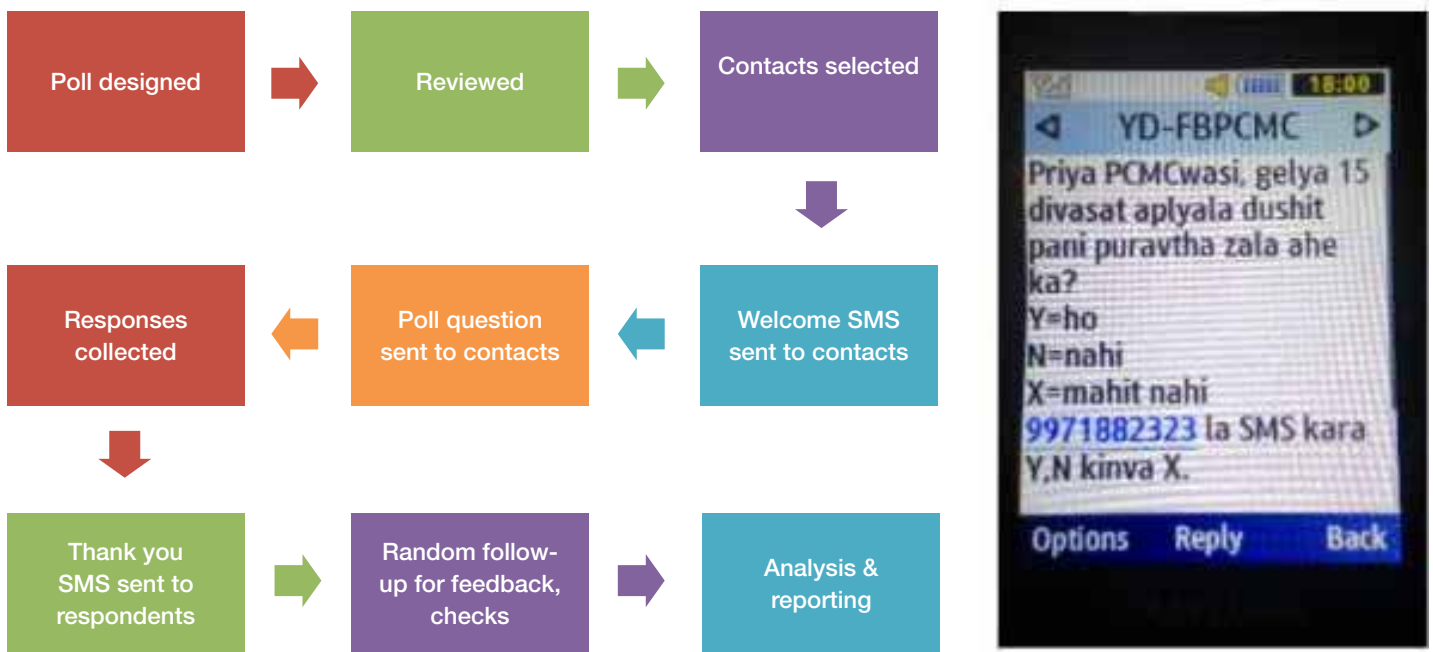 Poll designed
Reviewed
Contacts selected
Welcome SMS
sent to contacts
Poll question
sent to contacts
Responses
collected
Thank you
SMS sent to
respondents
Random follow-
up for feedback,
checks
Analysis &
reporting
18:00
YD-FBPCMC
Priya PCMCwasi, gelya 15
divasat aplyala dushit
pani puravtha zala ahe
ka?
Y=ho
N=nahi
X=mahit nahi
9971882323 la SMS kara
Y,N kinva X.
Options Reply Back